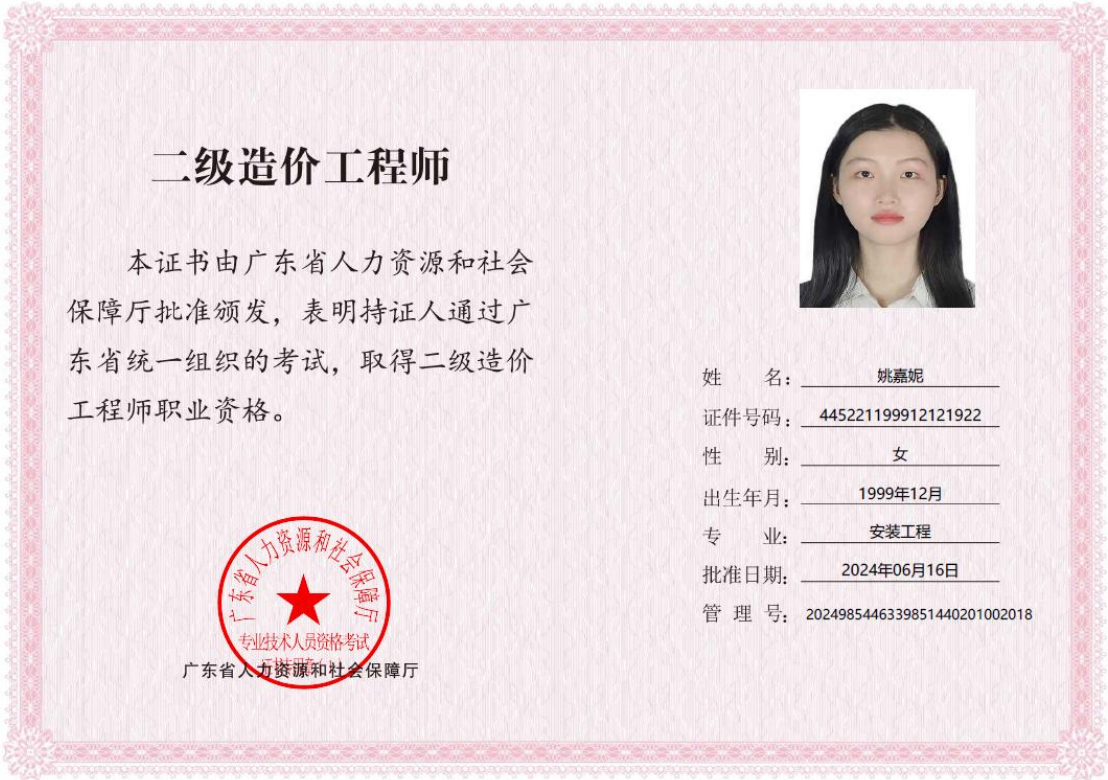 二级造价工程师
本证书由广东省人力资源和社会
保障厅批准颁发，表明持证人通过广
东省统一组织的考试，取得二级造价
工程师职业资格。
广东省人力资源和社会保障厅
专业技术人员资格考试
广东省人力资源和社会保障厅
姓名：姚嘉妮
证件号码：445221199912121922
性别：女
出生年月：1999年12月
专业：安装工程
批准日期：2024年06月16日
管理号：2024985446339851440201002018